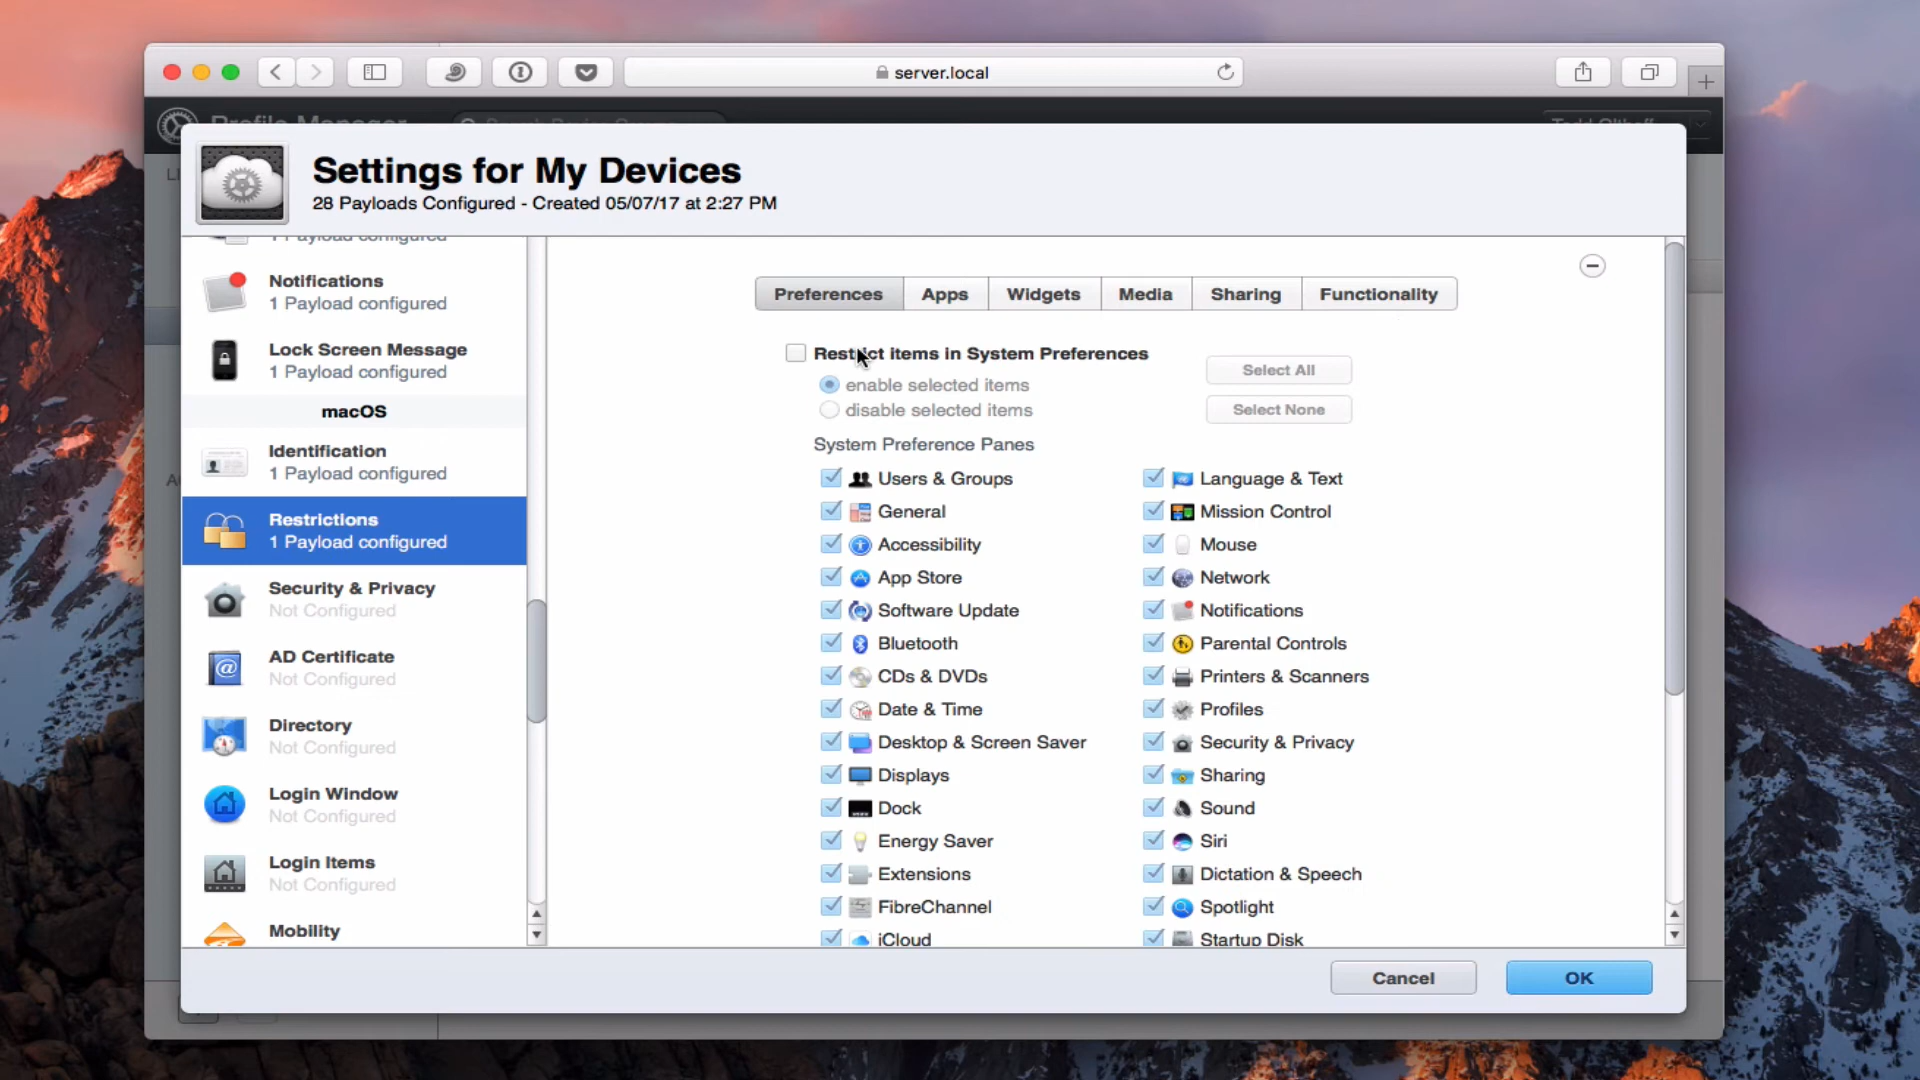 server.local
Profile Manager
Settings for My Devices
28 Payloads Configured - Created 05/07/17 at 2:27 PM
1 Payload configured
Notifications
1 Payload configured
Lock Screen Message
1 Payload configured
macOS
Identification
1 Payload configured
Restrictions
1 Payload configured
Security & Privacy
Not Configured
AD Certificate
Not Configured
Directory
Not Configured
Login Window
Not Configured
Login Items
Not Configured
Mobility
Preferences
Apps
Widgets
Media
Sharing
Functionality
Restrict items in System Preferences
enable selected items
disable selected items
Select All
Select None
System Preference Panes
Users & Groups
General
Accessibility
App Store
Software Update
Bluetooth
CDs & DVDs
Date & Time
Desktop & Screen Saver
Displays
Dock
Energy Saver
Extensions
FibreChannel
iCloud
Language & Text
Mission Control
Mouse
Network
Notifications
Parental Controls
Printers & Scanners
Profiles
Security & Privacy
Sharing
Sound
Siri
Dictation & Speech
Spotlight
Startup Disk
Cancel
OK